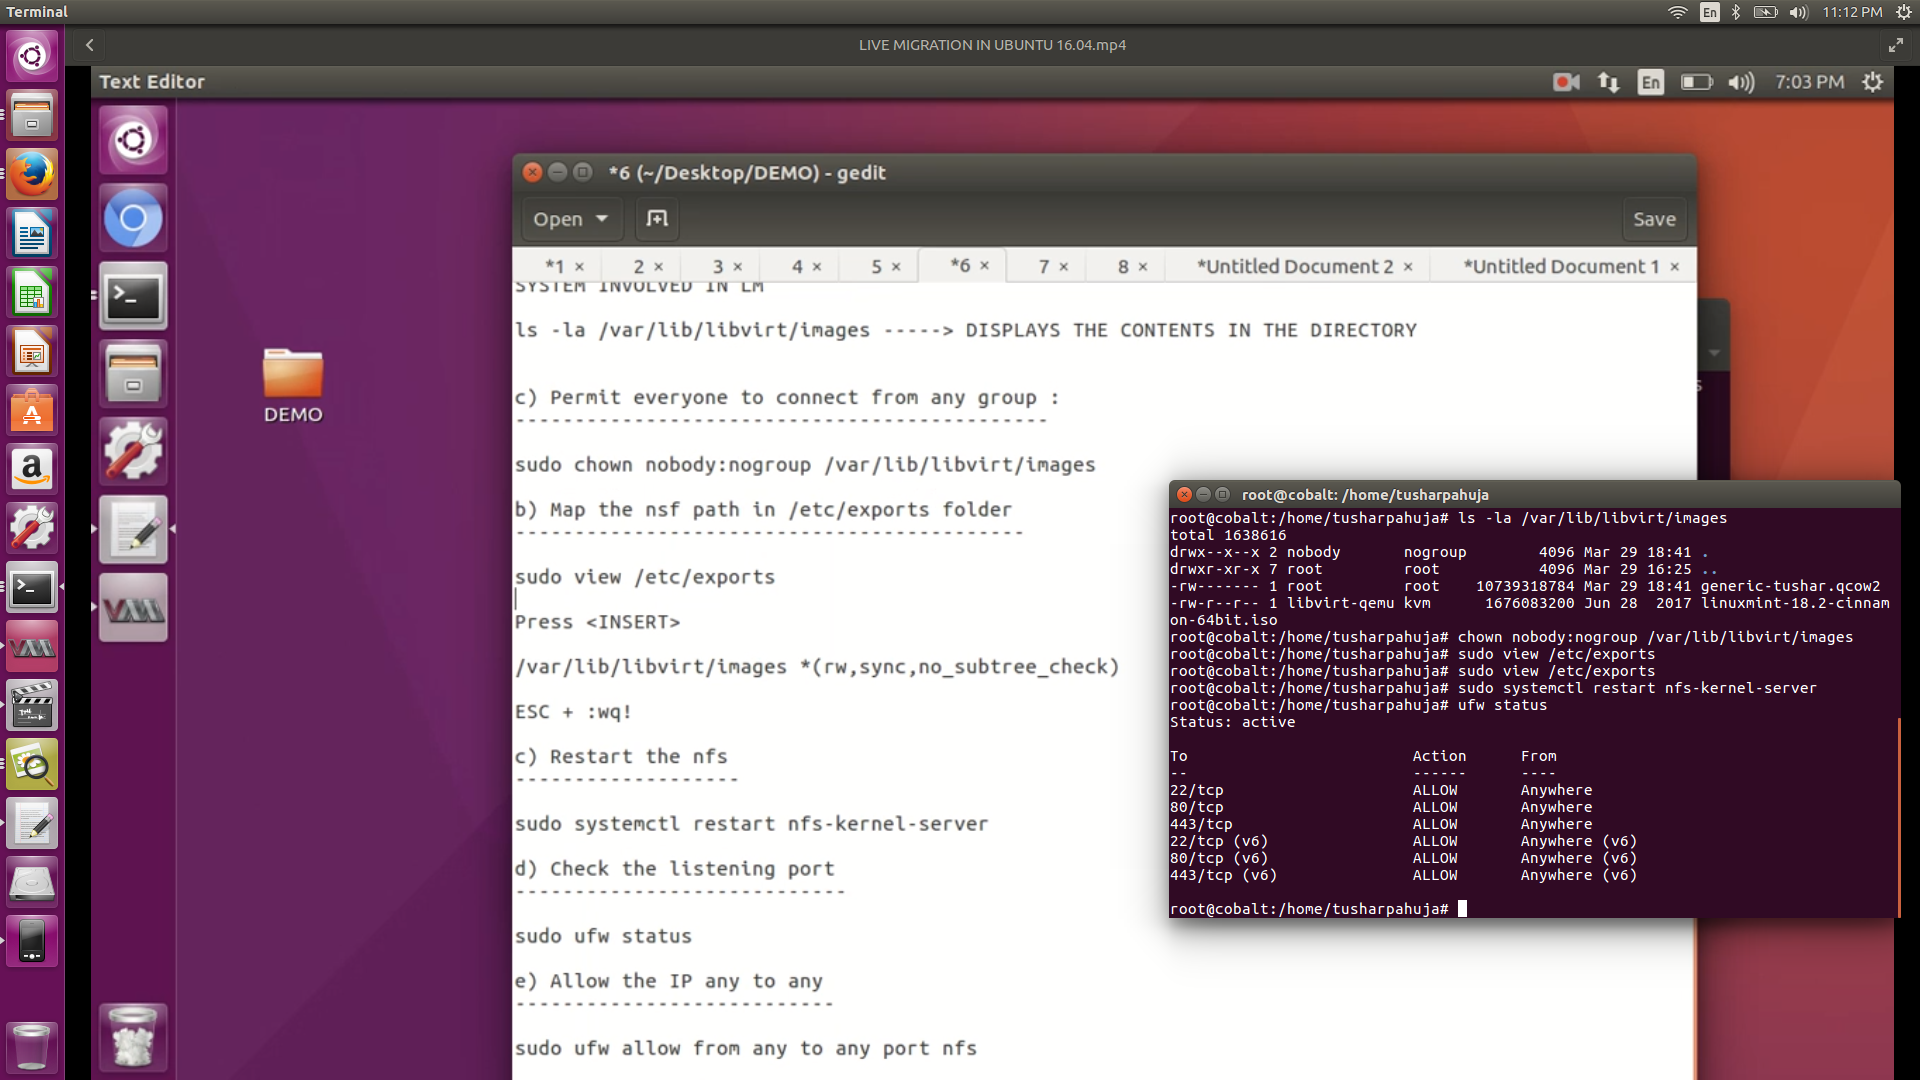 Terminal
En
11:12 PM
LIVE MIGRATION IN UBUNTU 16.04.mp4
Text Editor
En
7:03 PM
*6 (~/Desktop/DEMO) - gedit
Open
Save
*1 ×
2 ×
3 ×
4 ×
5 ×
*6 ×
7 ×
8 ×
*Untitled Document 2 ×
*Untitled Document 1 ×
DEMO
SYSTEM INVOLVED IN LM
ls -la /var/lib/libvirt/images -----> DISPLAYS THE CONTENTS IN THE DIRECTORY
c) Permit everyone to connect from any group :
---------------------------------------------
sudo chown nobody:nogroup /var/lib/libvirt/images
b) Map the nsf path in /etc/exports folder
-------------------------------------------
sudo view /etc/exports
Press <INSERT>
/var/lib/libvirt/images *(rw,sync,no_subtree_check)
ESC + :wq!
c) Restart the nfs
-------------------
sudo systemctl restart nfs-kernel-server
d) Check the listening port
----------------------------
sudo ufw status
e) Allow the IP any to any
---------------------------
sudo ufw allow from any to any port nfs
root@cobalt: /home/tusharpahuja
root@cobalt:/home/tusharpahuja# ls -la /var/lib/libvirt/images
total 1638616
drwx--x--x 2 nobody       nogroup        4096 Mar 29 18:41 .
drwxr-xr-x 7 root         root           4096 Mar 29 16:25 ..
-rw------- 1 root         root    10739318784 Mar 29 18:41 generic-tushar.qcow2
-rw-r--r-- 1 libvirt-qemu kvm      1676083200 Jun 28  2017 linuxmint-18.2-cinnam
on-64bit.iso
root@cobalt:/home/tusharpahuja# chown nobody:nogroup /var/lib/libvirt/images
root@cobalt:/home/tusharpahuja# sudo view /etc/exports
root@cobalt:/home/tusharpahuja# sudo view /etc/exports
root@cobalt:/home/tusharpahuja# sudo systemctl restart nfs-kernel-server
root@cobalt:/home/tusharpahuja# ufw status
Status: active
To                         Action      From
--                         ------      ----
22/tcp                     ALLOW       Anywhere
80/tcp                     ALLOW       Anywhere
443/tcp                    ALLOW       Anywhere
22/tcp (v6)                ALLOW       Anywhere (v6)
80/tcp (v6)                ALLOW       Anywhere (v6)
443/tcp (v6)               ALLOW       Anywhere (v6)
root@cobalt:/home/tusharpahuja#